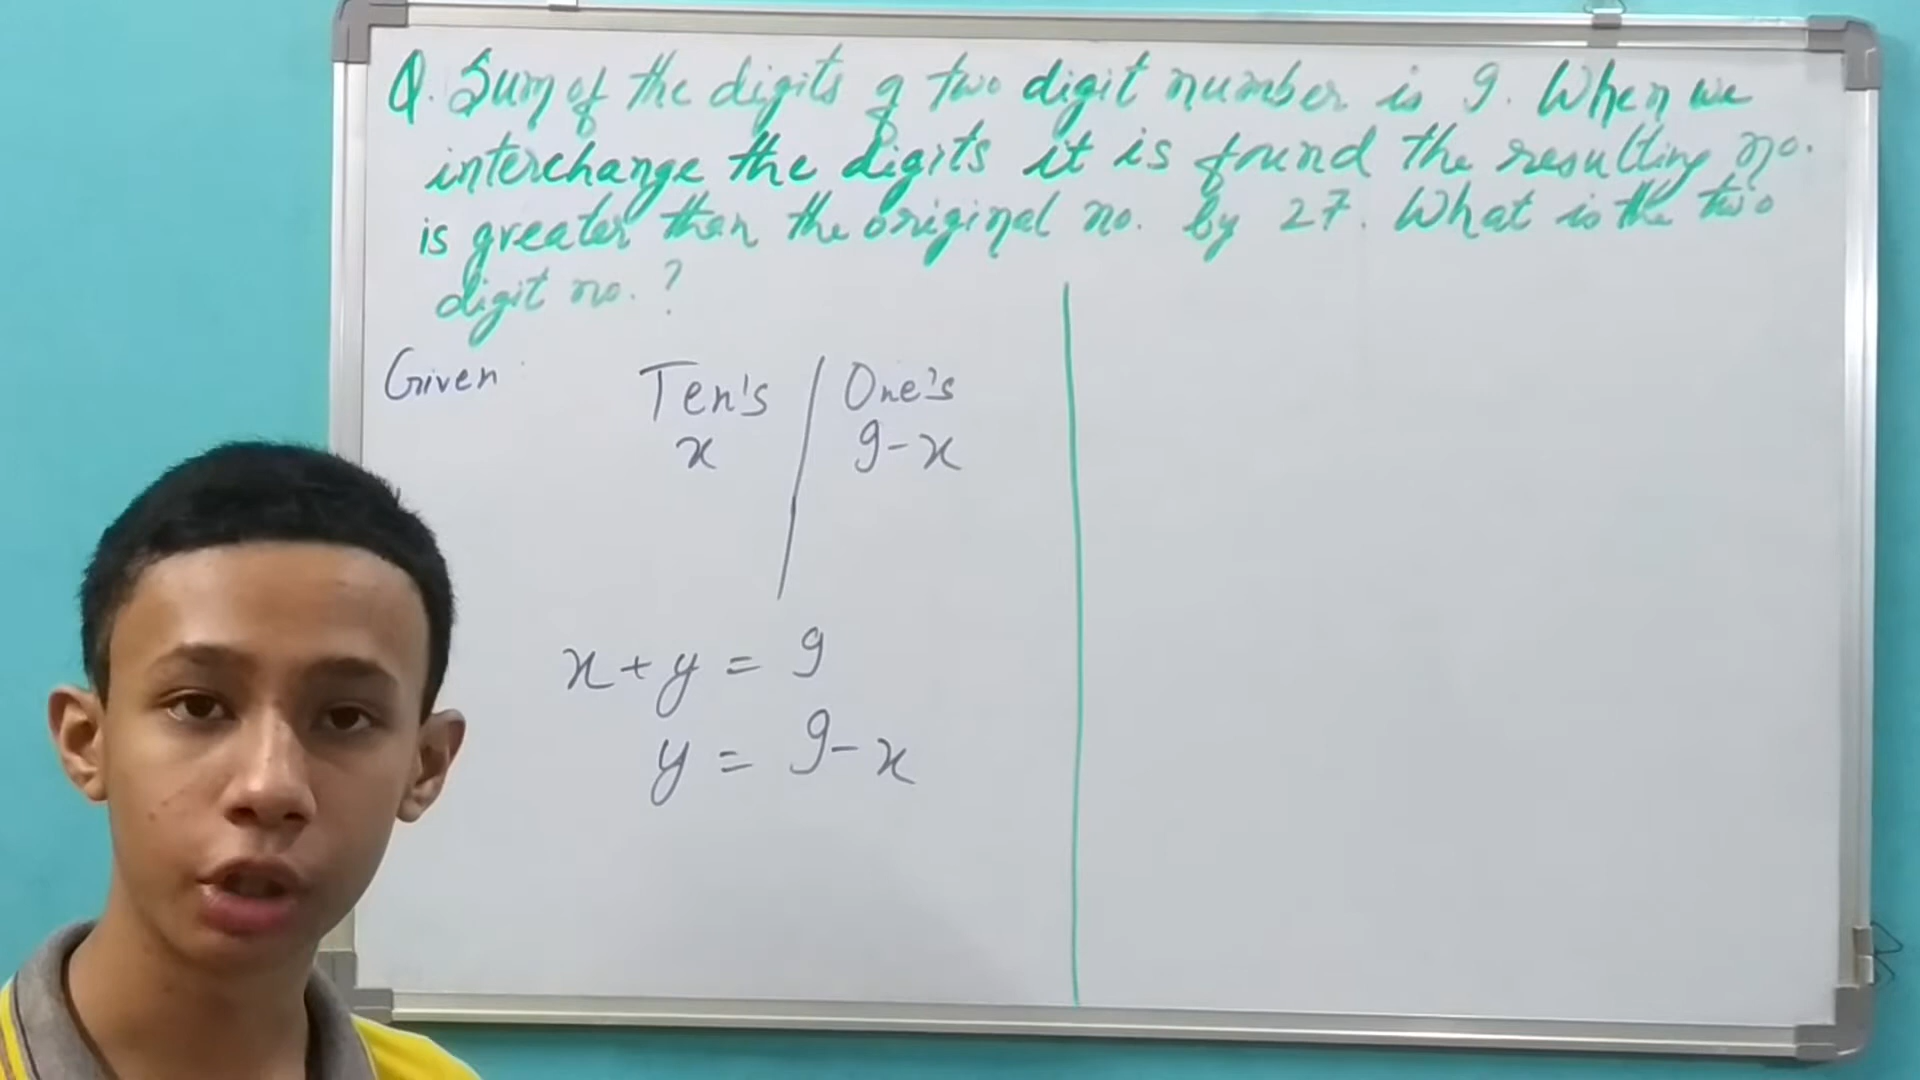 Q. Sum of the digits of two digit number is 9. When we
interchange the digits it is found the resulting no.
is greater than the original no. by 27. What is the two
digit no.?
Given
Ten's One's
x 9-x
x+y = 9
y = 9-x